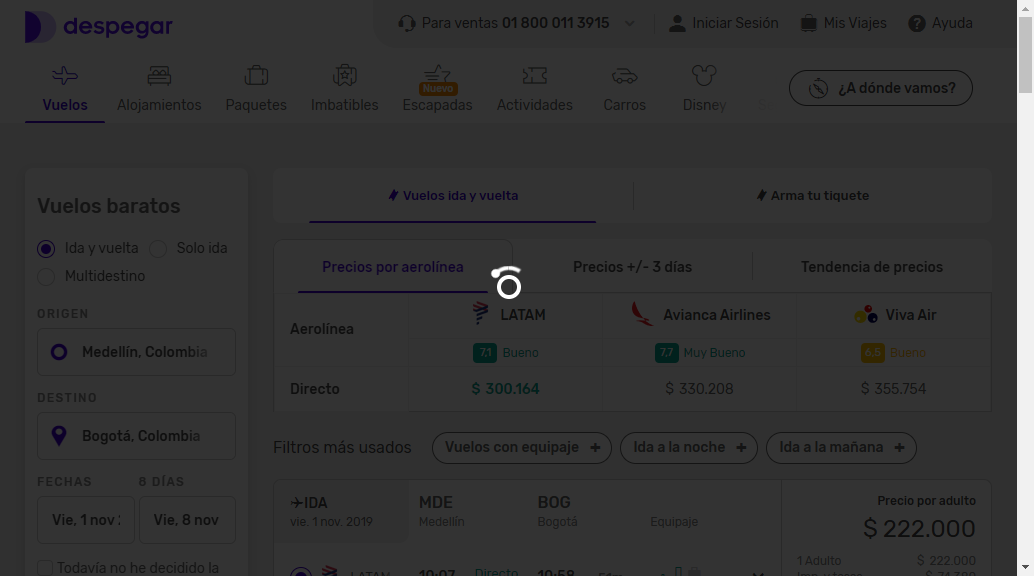 despegar
Para ventas 01 800 011 3915
Iniciar Sesión
Mis Viajes
Ayuda
Vuelos
Alojamientos
Paquetes
Imbatibles
Nuevo
Escapadas
Actividades
Carros
Disney
¿A dónde vamos?
Vuelos baratos
Ida y vuelta
Solo ida
Multidestino
ORIGEN
Medellín, Colombia
DESTINO
Bogotá, Colombia
FECHAS
8 DÍAS
Vie, 1 nov
Vie, 8 nov
Todavía no he decidido la
Vuelos ida y vuelta
Arma tu tiquete
Precios por aerolínea
Precios +/- 3 días
Tendencia de precios
Aerolínea
LATAM
Avianca Airlines
Viva Air
7,1 Bueno
7,7 Muy Bueno
6,5 Bueno
Directo
$ 300.164
$ 330.208
$ 355.754
Filtros más usados
Vuelos con equipaje +
Ida a la noche +
Ida a la mañana +
IDA
vie. 1 nov. 2019
MDE
Medellín
BOG
Bogotá
Equipaje
Precio por adulto
$ 222.000
1 Adulto
$ 222.000
LATAM
10:07
Directo
10:58
51m